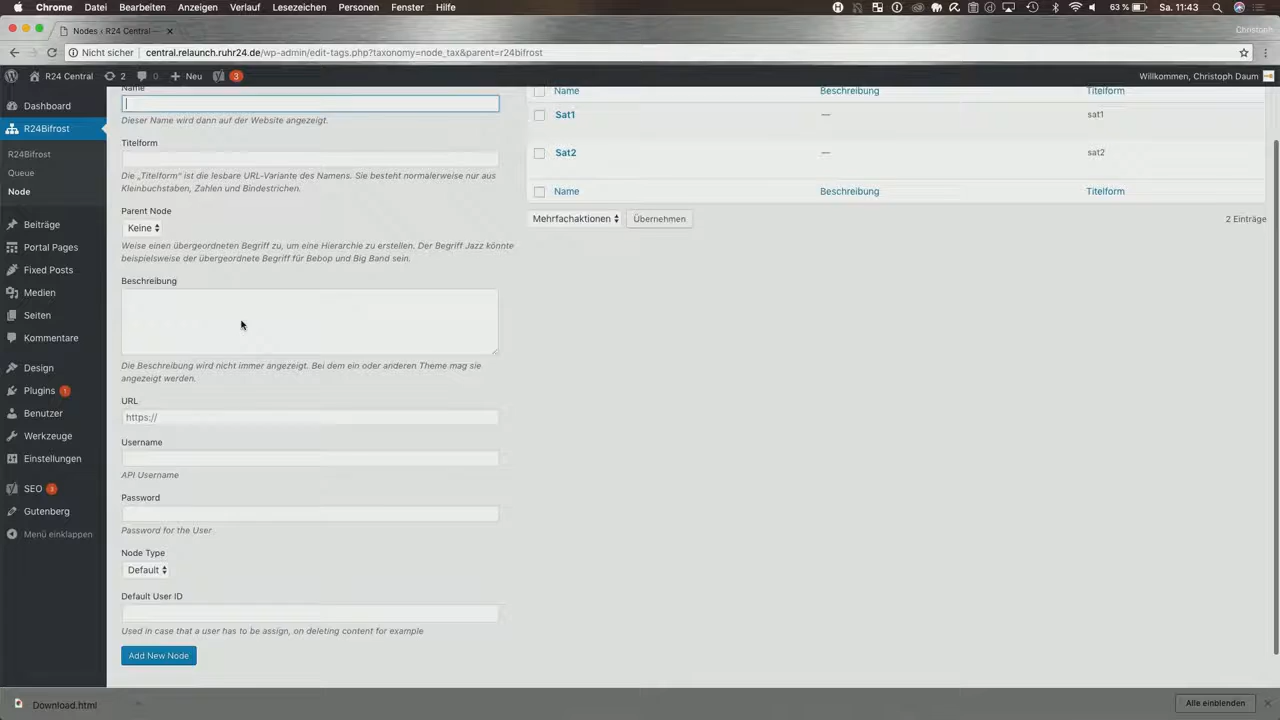 Chrome Datei Bearbeiten Anzeigen Verlauf Lesezeichen Personen Fenster Hilfe 63 % Sa. 11:43
Nodes ‹ R24 Central — Christoph
Nicht sicher central.relaunch.ruhr24.de/wp-admin/edit-tags.php?taxonomy=node_tax&parent=r24bifrost
R24 Central 2 0 Neu 3 Willkommen, Christoph Daum
Dashboard
R24Bifrost
R24Bifrost
Queue
Node
Beiträge
Portal Pages
Fixed Posts
Medien
Seiten
Kommentare
Design
Plugins 1
Benutzer
Werkzeuge
Einstellungen
SEO 3
Gutenberg
Menü einklappen
Name
Dieser Name wird dann auf der Website angezeigt.
Titelform
Die „Titelform“ ist die lesbare URL-Variante des Namens. Sie besteht normalerweise nur aus
Kleinbuchstaben, Zahlen und Bindestrichen.
Parent Node
Keine
Weise einen übergeordneten Begriff zu, um eine Hierarchie zu erstellen. Der Begriff Jazz könnte
beispielsweise der übergeordnete Begriff für Bebop und Big Band sein.
Beschreibung
Die Beschreibung wird nicht immer angezeigt. Bei dem ein oder anderen Theme mag sie
angezeigt werden.
URL
https://
Username
API Username
Password
Password for the User
Node Type
Default
Default User ID
Used in case that a user has to be assign, on deleting content for example
Add New Node
Name Beschreibung Titelform
Sat1 — sat1
Sat2 — sat2
Name Beschreibung Titelform
Mehrfachaktionen Übernehmen 2 Einträge
Download.html Alle einblenden